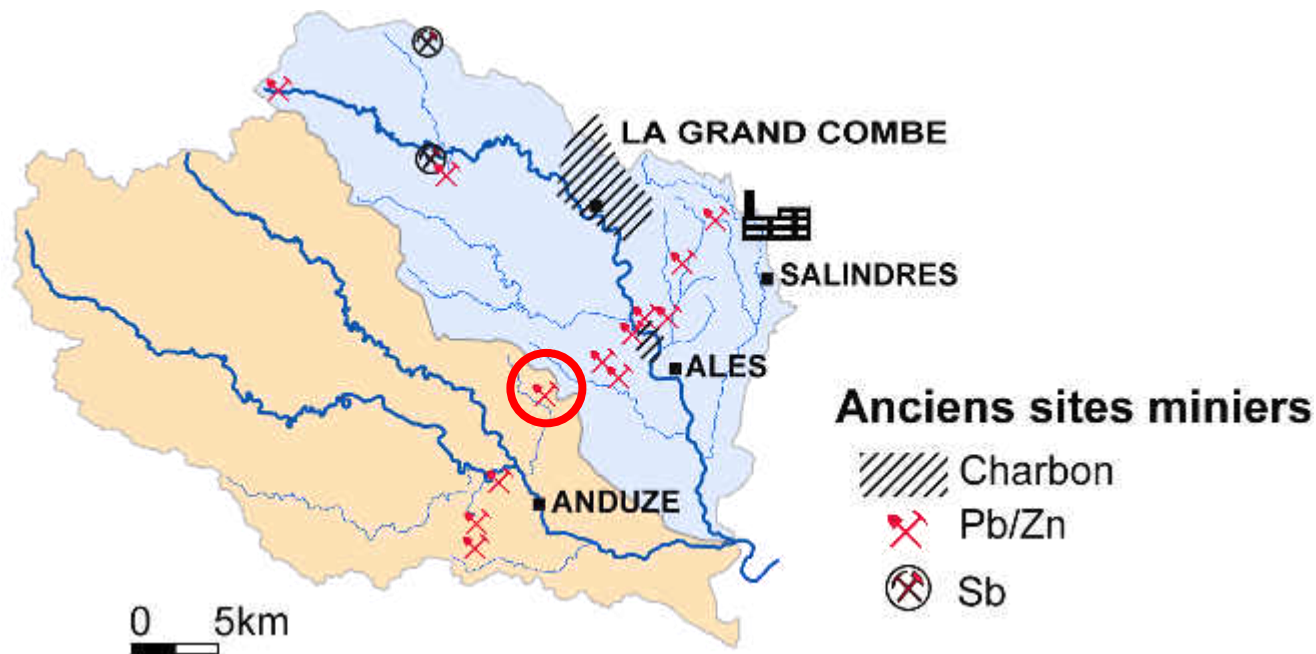 LA GRAND COMBE
SALINDRES
ALES
Anciens sites miniers
Charbon
ANDUZE
Pb/Zn
Sb
0 5km